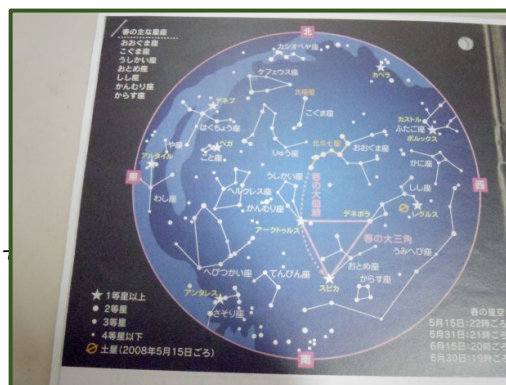 春の主な星座
おおぐま座
こぐま座
うしかい座
おとめ座
しし座
かんむり座
からす座
北
カシオペヤ座
カペラ
ケフェウス座
北極星
デネブ
こぐま座
カストル
ふたご座
ポルックス
はくちょう座
北斗七星
や座
ベガ
こと座
りゅう座
おおぐま座
かに座
アルタイル
東
西
うしかい座
春の大曲線
しし座
ヘルクレス座
わし座
かんむり座
デネボラ
レグルス
アークトゥルス
春の大三角
うみへび座
おとめ座
へびつかい座
てんびん座
からす座
スピカ
アンタレス
さそり座
南
1等星以上
2等星
3等星
4等星以下
土星(2008年5月15日ごろ)
春の星空
5月15日:22時ごろ
5月31日:21時ごろ
6月15日:20時ごろ
6月30日:19時ごろ